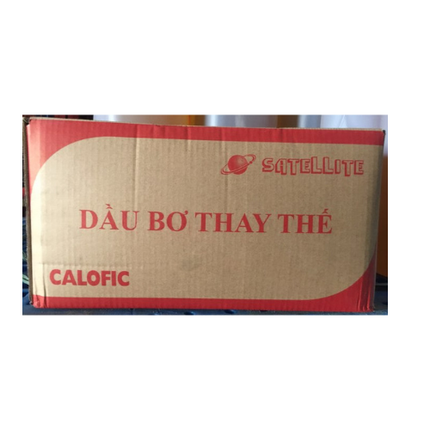 SATELLITE
DẦU BƠ THAY THẾ
CALOFIC